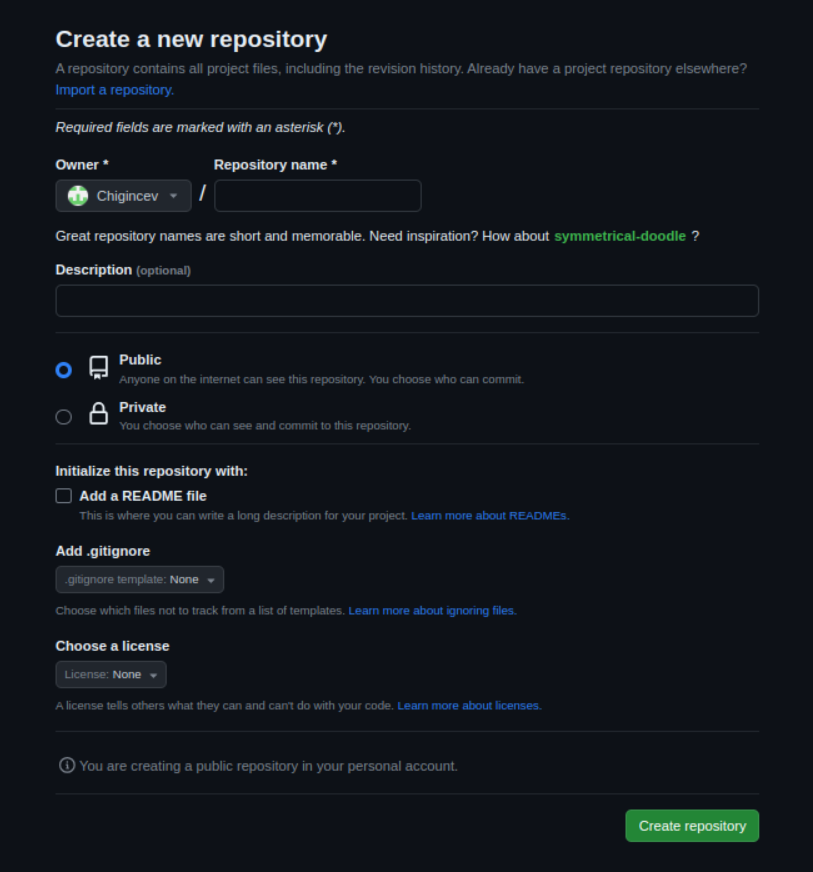 Create a new repository
A repository contains all project files, including the revision history. Already have a project repository elsewhere?
Import a repository.
Required fields are marked with an asterisk (*).
Owner * Repository name *
Chigincev /
Great repository names are short and memorable. Need inspiration? How about symmetrical-doodle ?
Description (optional)
Public
Anyone on the internet can see this repository. You choose who can commit.
Private
You choose who can see and commit to this repository.
Initialize this repository with:
Add a README file
This is where you can write a long description for your project. Learn more about READMEs.
Add .gitignore
.gitignore template: None
Choose which files not to track from a list of templates. Learn more about ignoring files.
Choose a license
License: None
A license tells others what they can and can't do with your code. Learn more about licenses.
You are creating a public repository in your personal account.
Create repository